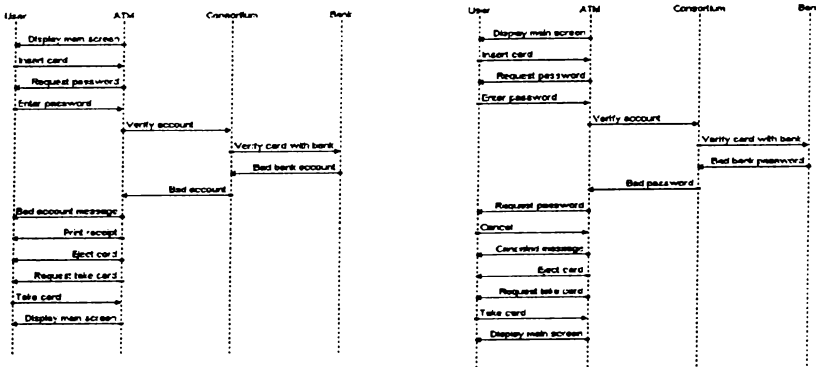 User ATM Consortium Bank
Display main screen
Insert card
Request password
Enter password
Verify account
Verify card with bank
Bad bank account
Bad account
Bad account message
Print receipt
Eject card
Request take card
Take card
Display main screen
User ATM Consortium Bank
Display main screen
Insert card
Request password
Enter password
Verify account
Verify card with bank
Bad bank password
Bad password
Request password
Cancel
Canceled message
Eject card
Request take card
Take card
Display main screen